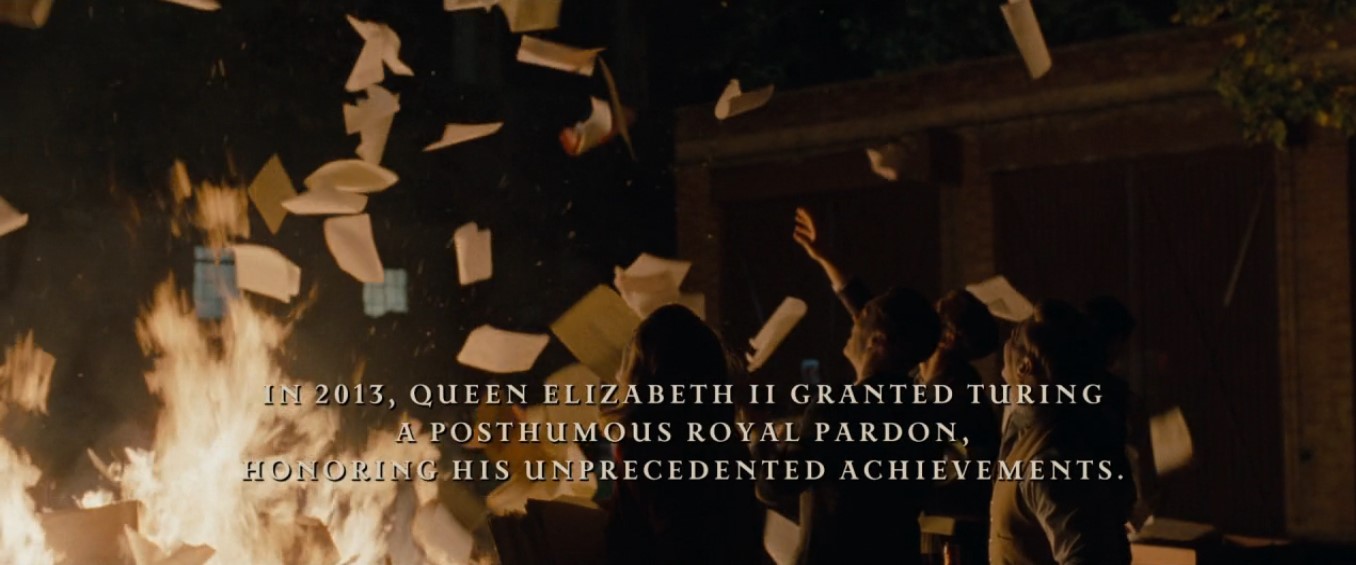 IN 2013, QUEEN ELIZABETH II GRANTED TURING
A POSTHUMOUS ROYAL PARDON,
HONORING HIS UNPRECEDENTED ACHIEVEMENTS.